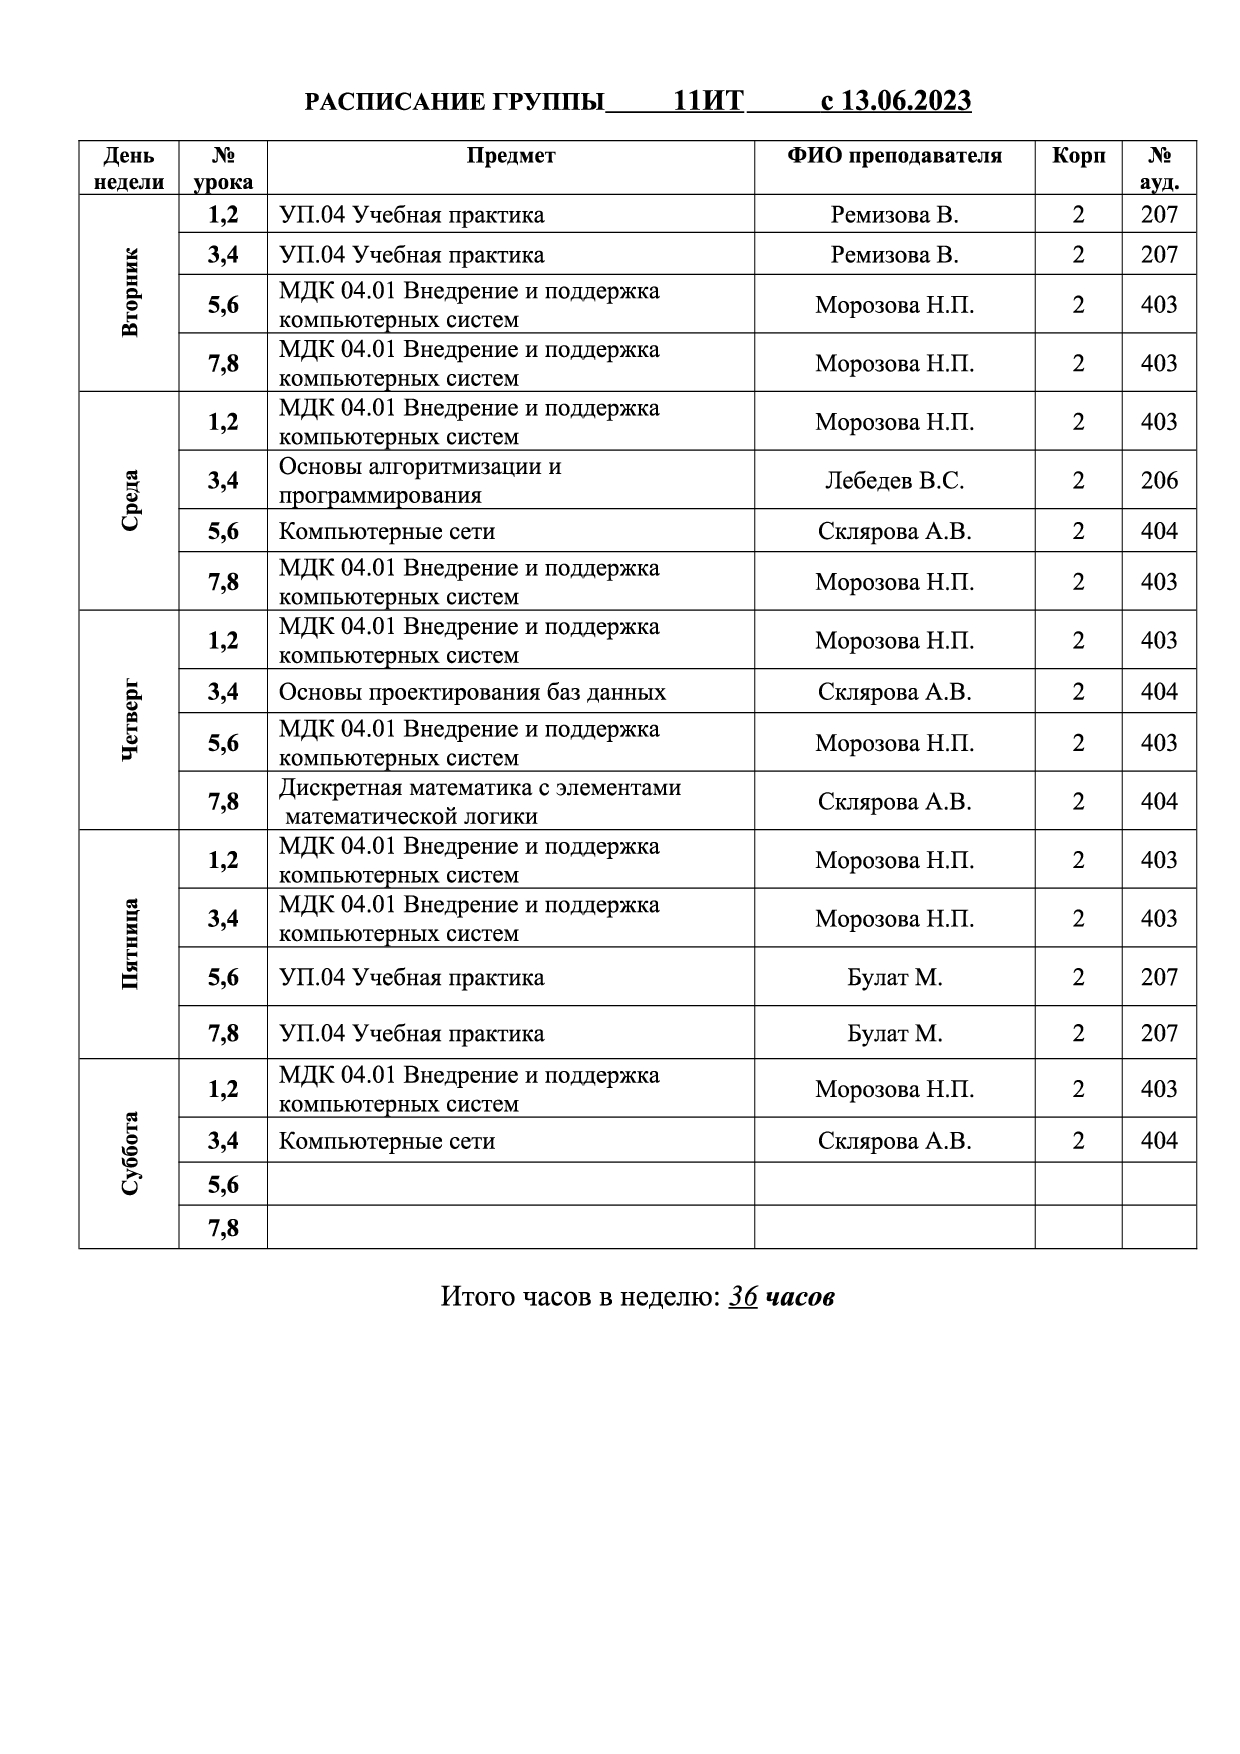 РАСПИСАНИЕ ГРУППЫ_____11ИТ_____с 13.06.2023
День недели № урока Предмет ФИО преподавателя Корп № ауд.
Вторник
1,2 УП.04 Учебная практика Ремизова В. 2 207
3,4 УП.04 Учебная практика Ремизова В. 2 207
5,6 МДК 04.01 Внедрение и поддержка
компьютерных систем Морозова Н.П. 2 403
7,8 МДК 04.01 Внедрение и поддержка
компьютерных систем Морозова Н.П. 2 403
Среда
1,2 МДК 04.01 Внедрение и поддержка
компьютерных систем Морозова Н.П. 2 403
3,4 Основы алгоритмизации и
программирования Лебедев В.С. 2 206
5,6 Компьютерные сети Склярова А.В. 2 404
7,8 МДК 04.01 Внедрение и поддержка
компьютерных систем Морозова Н.П. 2 403
Четверг
1,2 МДК 04.01 Внедрение и поддержка
компьютерных систем Морозова Н.П. 2 403
3,4 Основы проектирования баз данных Склярова А.В. 2 404
5,6 МДК 04.01 Внедрение и поддержка
компьютерных систем Морозова Н.П. 2 403
7,8 Дискретная математика с элементами
математической логики Склярова А.В. 2 404
Пятница
1,2 МДК 04.01 Внедрение и поддержка
компьютерных систем Морозова Н.П. 2 403
3,4 МДК 04.01 Внедрение и поддержка
компьютерных систем Морозова Н.П. 2 403
5,6 УП.04 Учебная практика Булат М. 2 207
7,8 УП.04 Учебная практика Булат М. 2 207
Суббота
1,2 МДК 04.01 Внедрение и поддержка
компьютерных систем Морозова Н.П. 2 403
3,4 Компьютерные сети Склярова А.В. 2 404
5,6
7,8
Итого часов в неделю: 36 часов